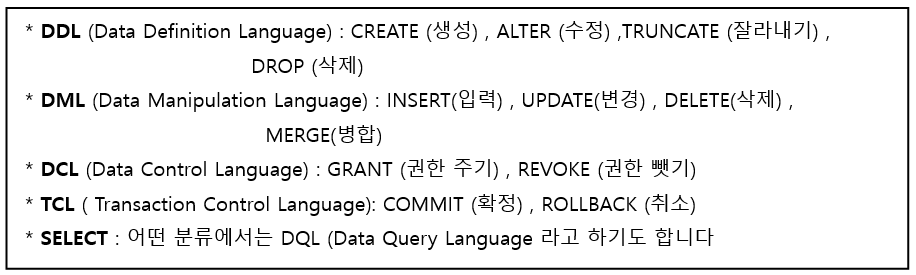 * DDL (Data Definition Language) : CREATE (생성) , ALTER (수정) ,TRUNCATE (잘라내기) ,
DROP (삭제)
* DML (Data Manipulation Language) : INSERT(입력) , UPDATE(변경) , DELETE(삭제) ,
MERGE(병합)
* DCL (Data Control Language) : GRANT (권한 주기) , REVOKE (권한 뺏기)
* TCL ( Transaction Control Language): COMMIT (확정) , ROLLBACK (취소)
* SELECT : 어떤 분류에서는 DQL (Data Query Language 라고 하기도 합니다